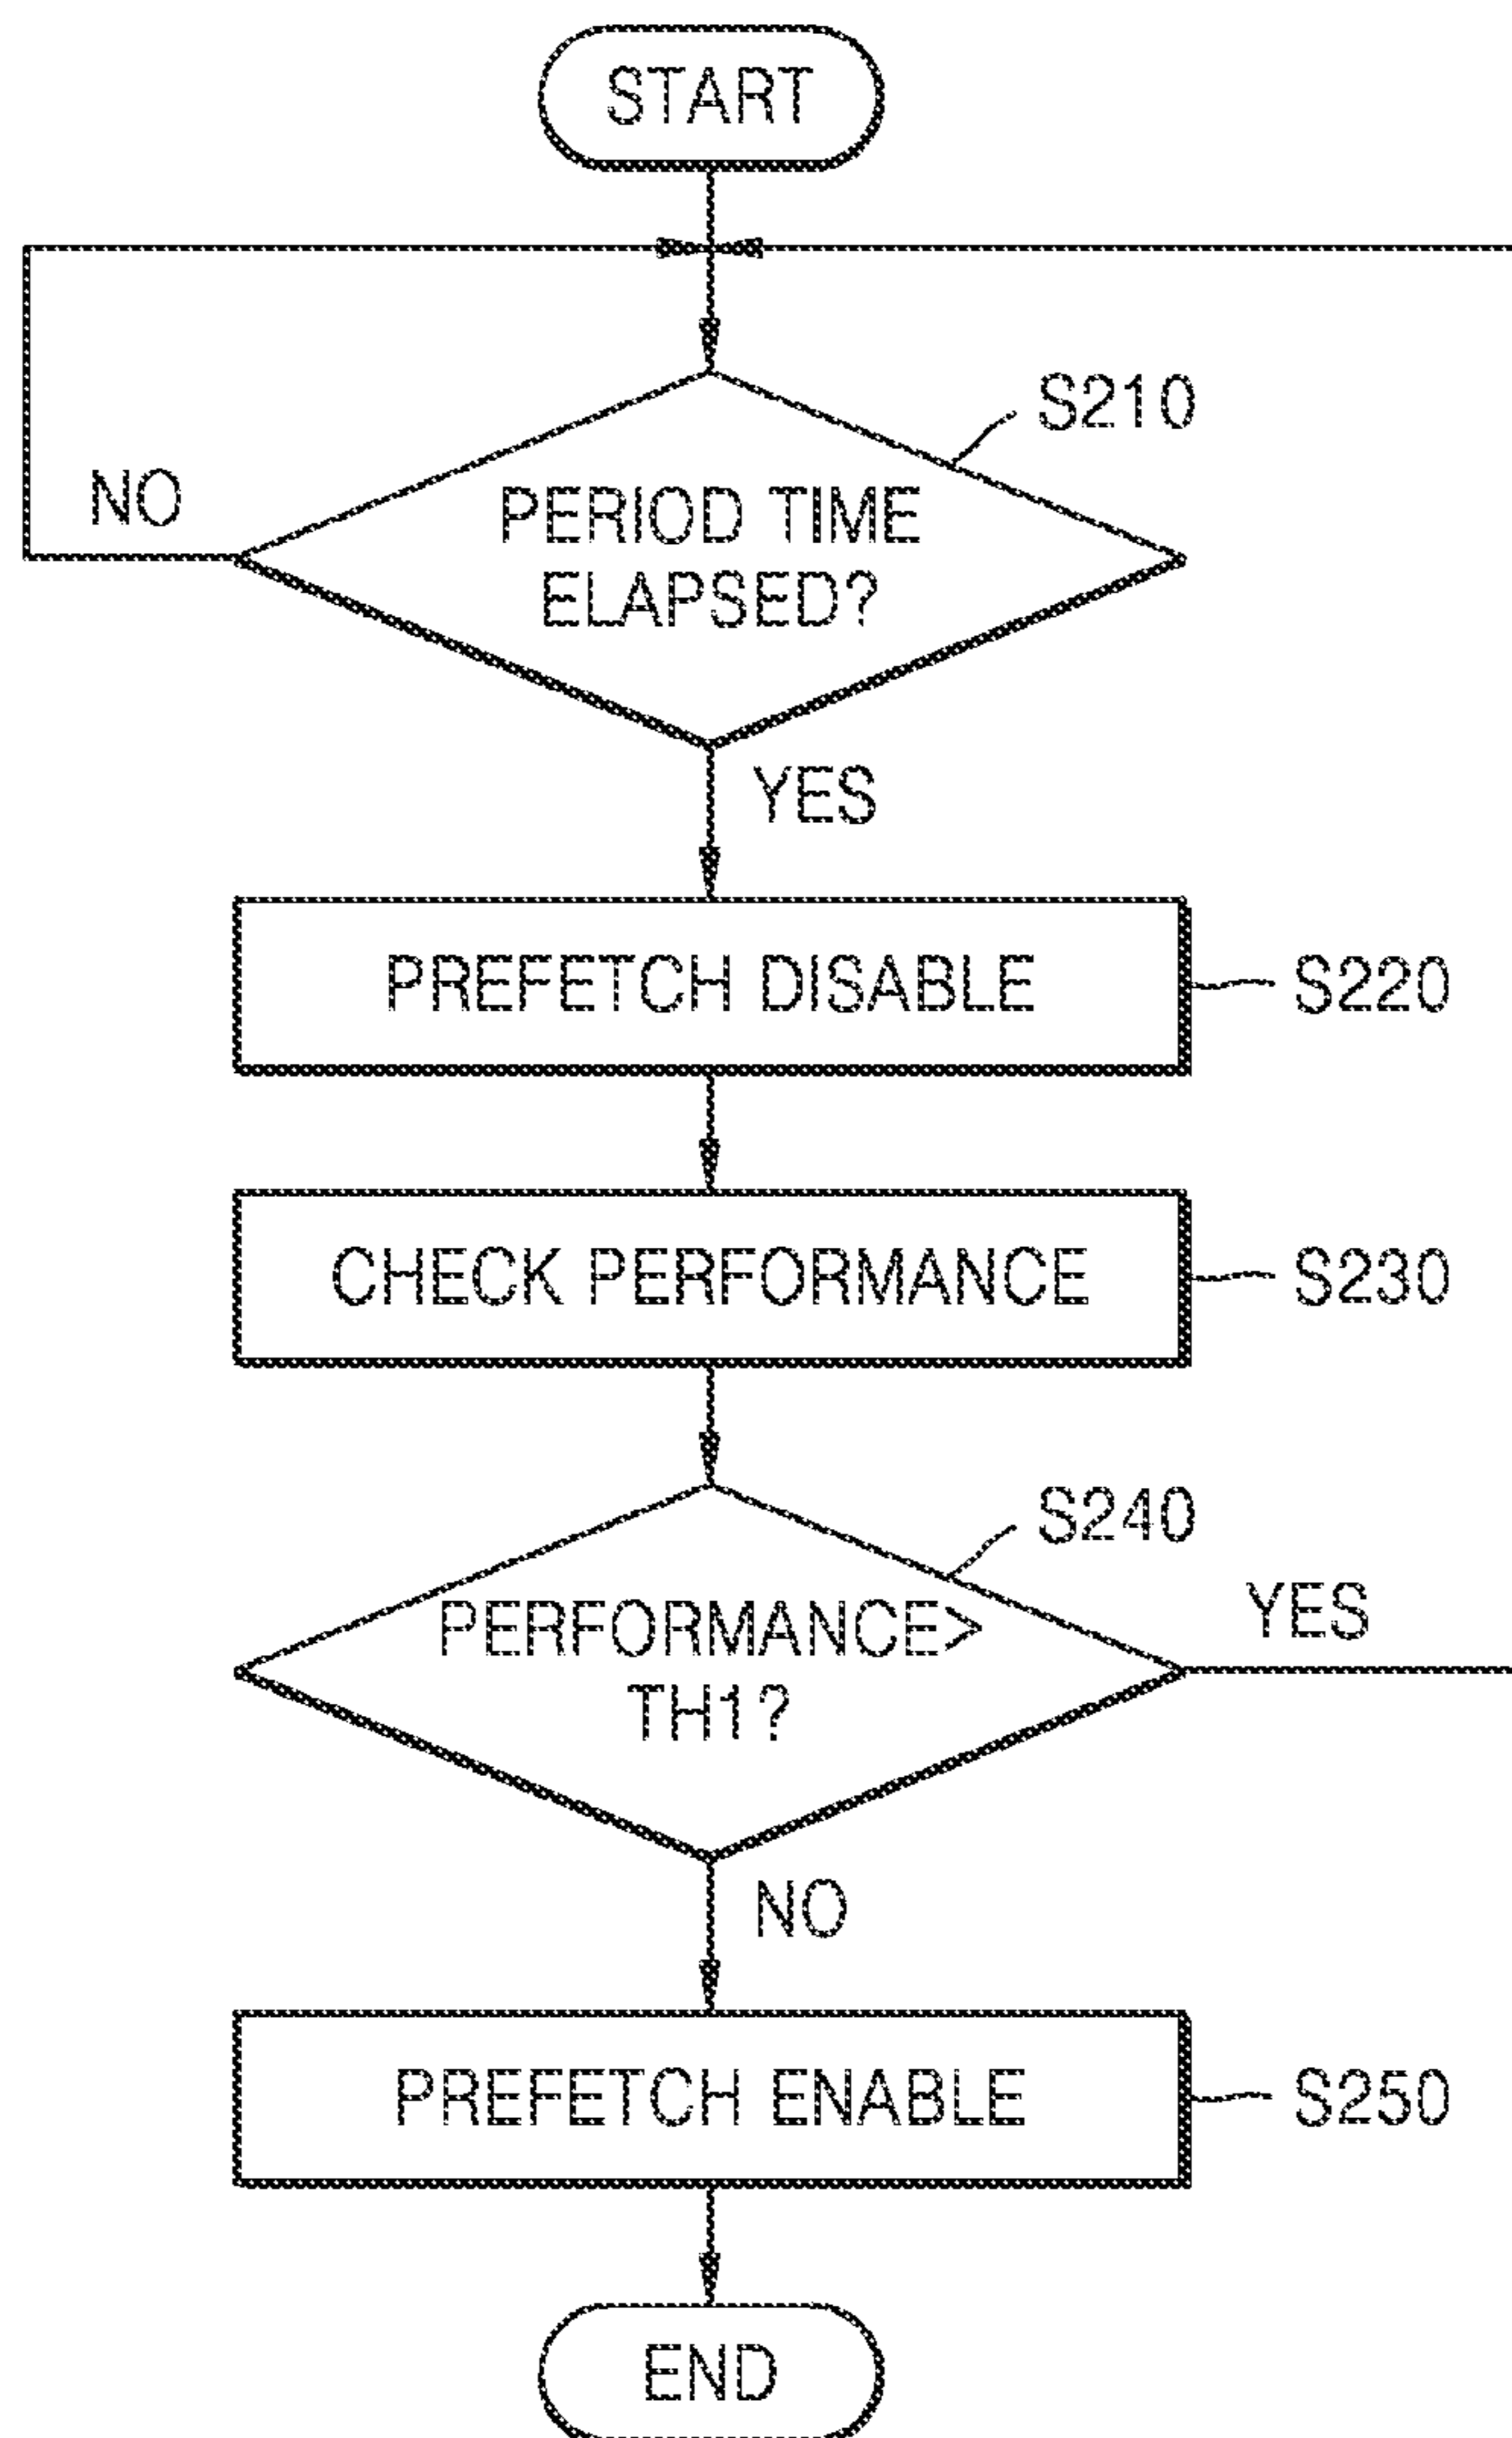 START
S210
NO
PERIOD TIME
ELAPSED?
YES
PREFETCH DISABLE
S220
CHECK PERFORMANCE
S230
S240
PERFORMANCE>
TH1?
YES
NO
PREFETCH ENABLE
S250
END